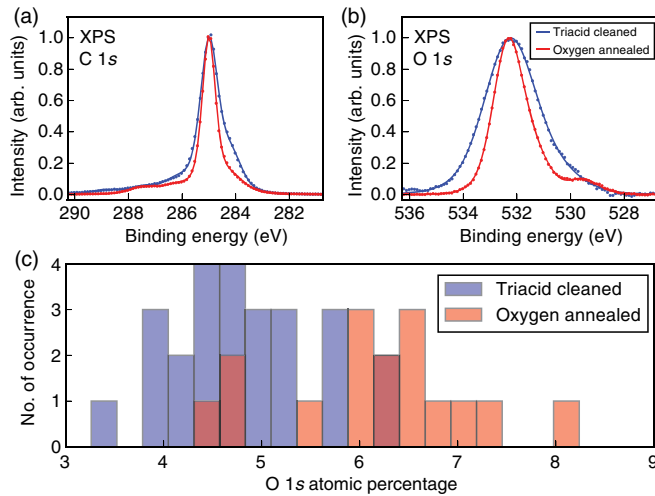 (a)
XPS
C 1s
Intensity (arb. units)
1.0
0.8
0.6
0.4
0.2
0.0
290 288 286 284 282
Binding energy (eV)
(b)
XPS
O 1s
Triacid cleaned
Oxygen annealed
Intensity (arb. units)
1.0
0.8
0.6
0.4
0.2
0.0
536 534 532 530 528
Binding energy (eV)
(c)
Triacid cleaned
Oxygen annealed
No. of occurrence
4
3
2
1
0
3 4 5 6 7 8 9
O 1s atomic percentage